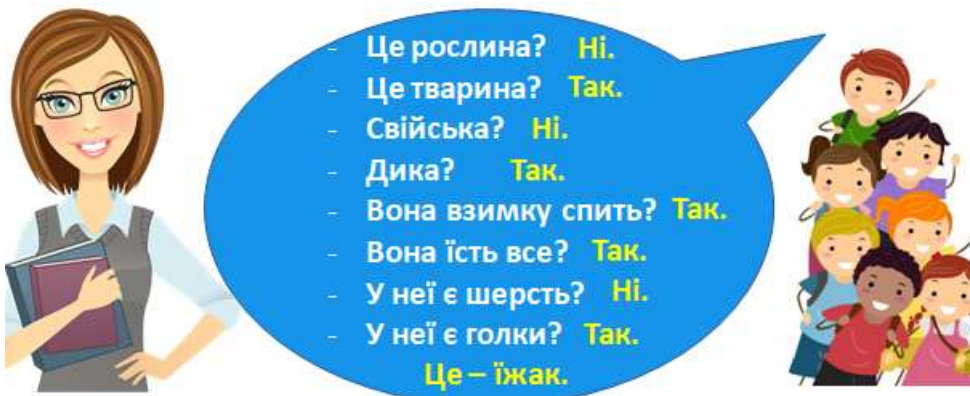 - Це рослина? Ні.
- Це тварина? Так.
- Свійська? Ні.
- Дика? Так.
- Вона взимку спить? Так.
- Вона їсть все? Так.
- У неї є шерсть? Ні.
- У неї є голки? Так.
Це – їжак.